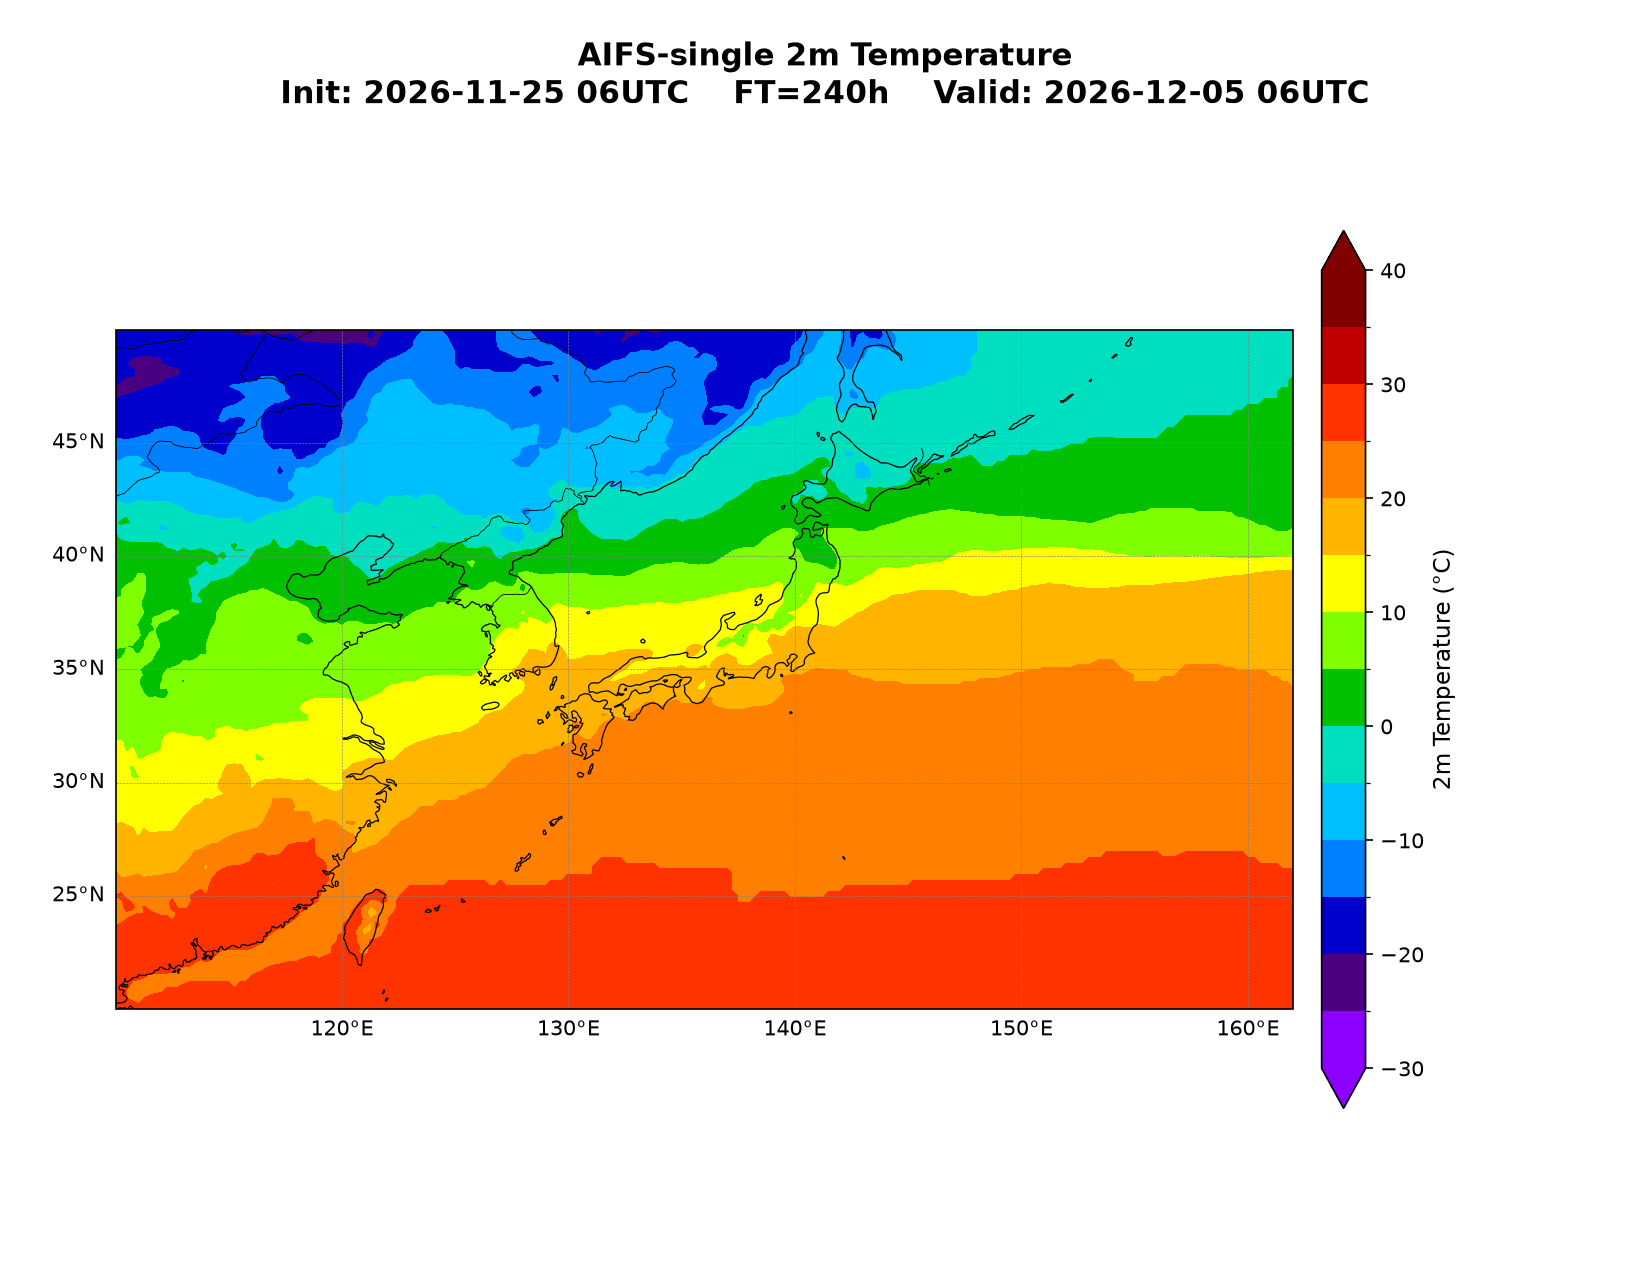 AIFS-single 2m Temperature
Init: 2026-11-25 06UTC    FT=240h    Valid: 2026-12-05 06UTC
45°N
40°N
35°N
30°N
25°N
120°E
130°E
140°E
150°E
160°E
40
30
20
10
0
−10
−20
−30
2m Temperature (°C)